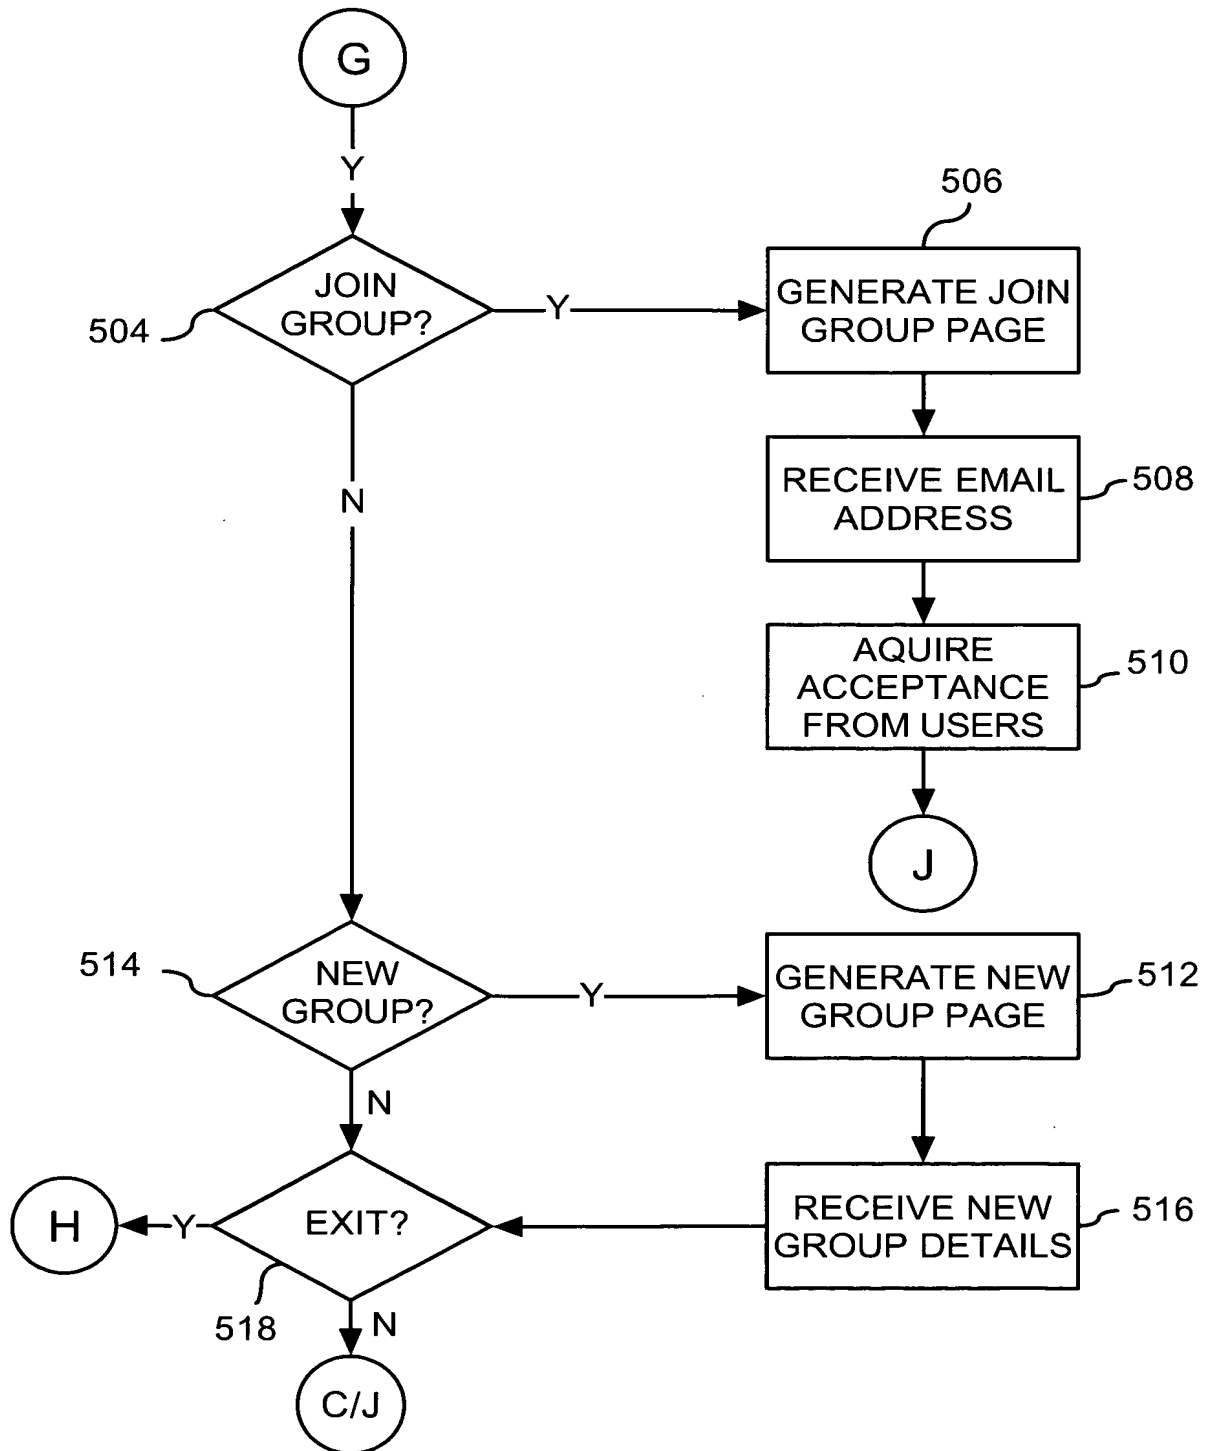 G
Y
506
JOIN
GROUP?
504
Y
GENERATE JOIN
GROUP PAGE
N
RECEIVE EMAIL
ADDRESS
508
AQUIRE
ACCEPTANCE
FROM USERS
510
J
514
NEW
GROUP?
Y
GENERATE NEW
GROUP PAGE
512
N
H
Y
EXIT?
RECEIVE NEW
GROUP DETAILS
516
518
N
C/J